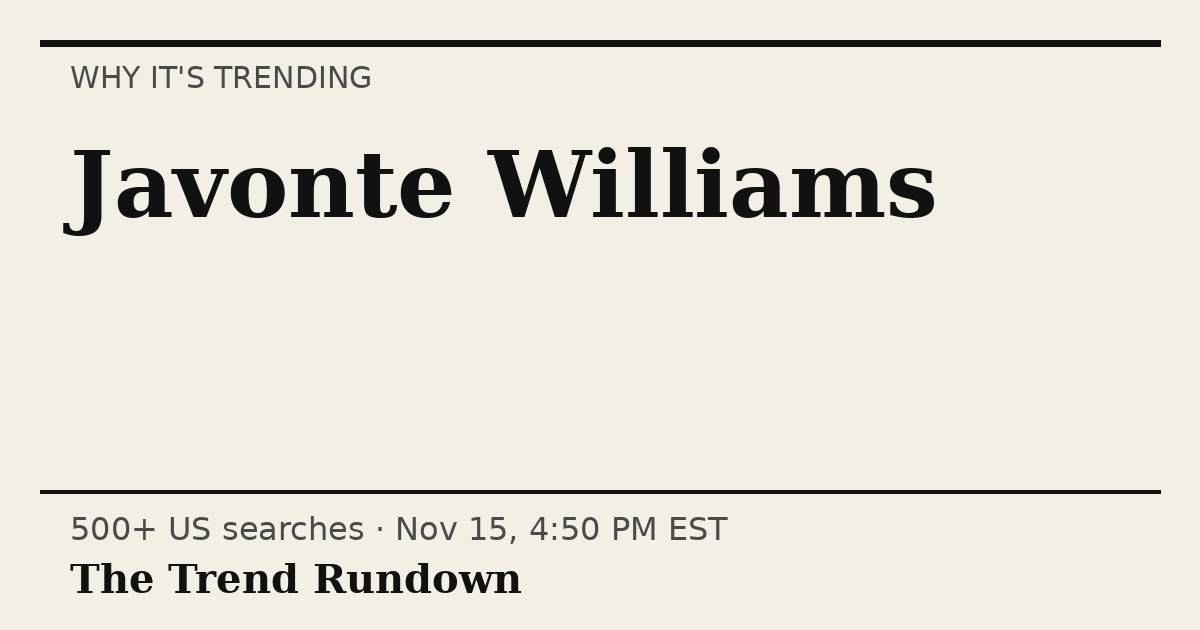 WHY IT'S TRENDING
Javonte Williams
500+ US searches · Nov 15, 4:50 PM EST
The Trend Rundown